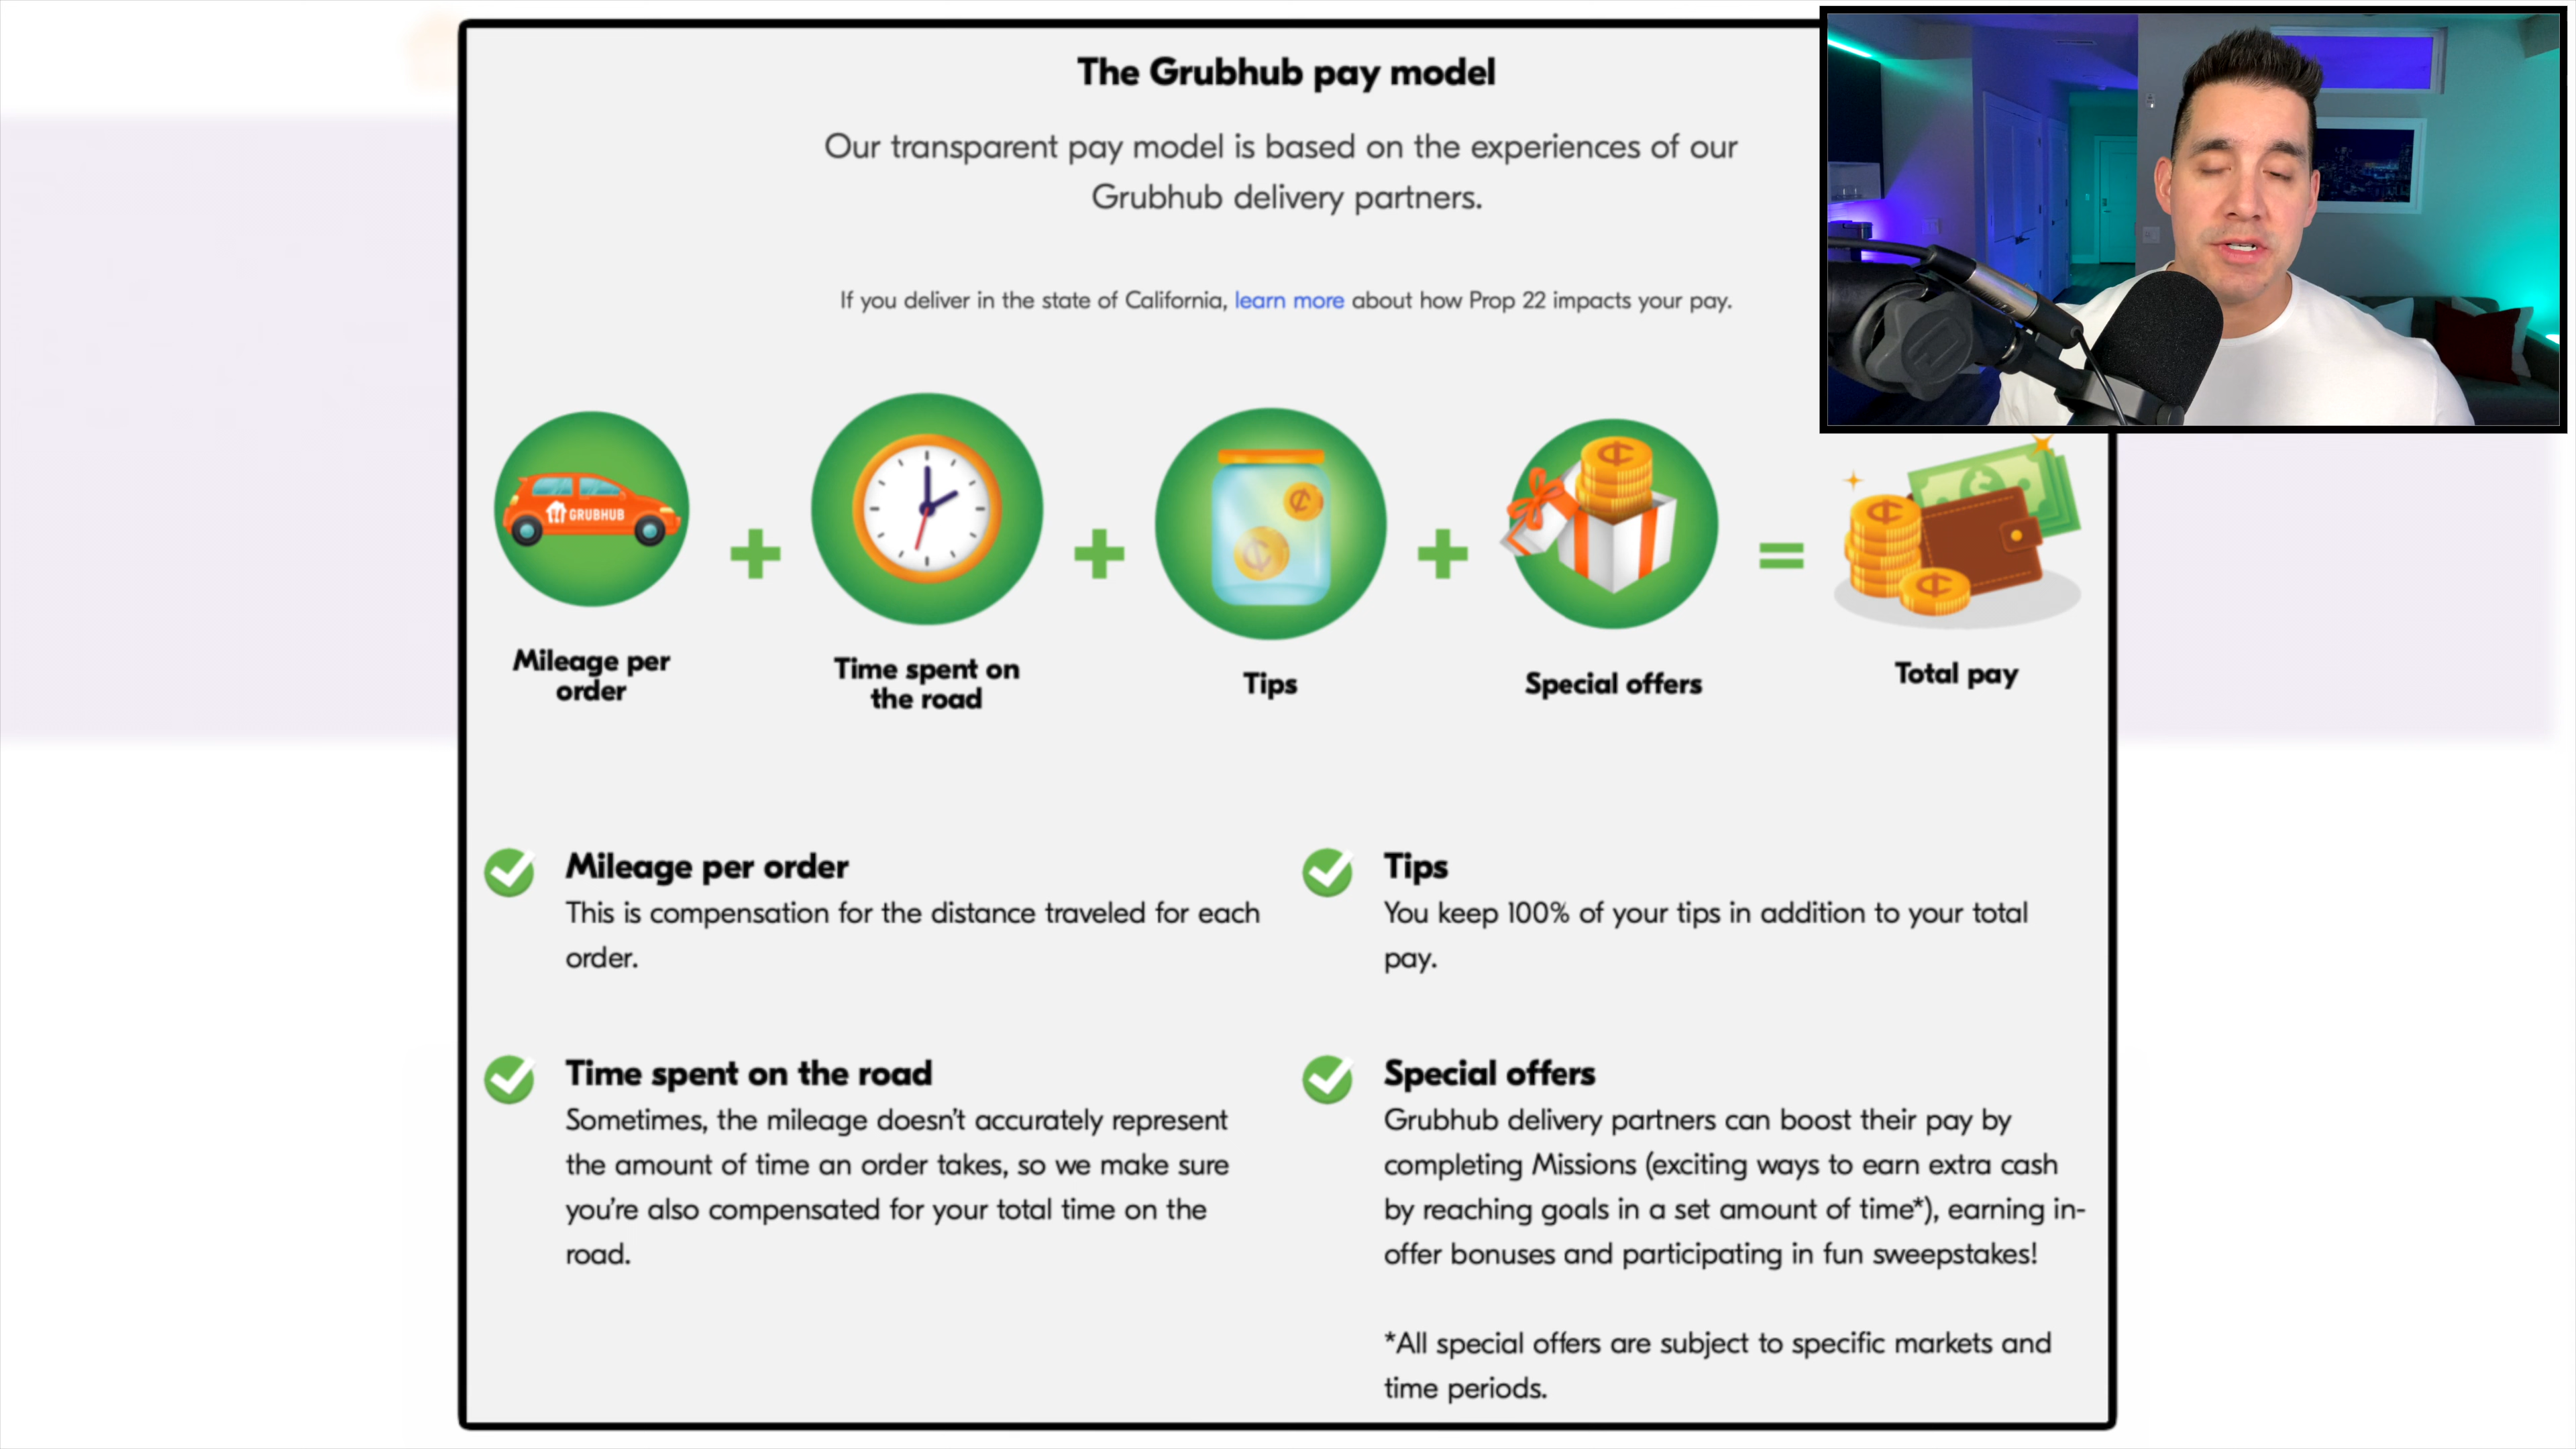 The Grubhub pay model
Our transparent pay model is based on the experiences of our
Grubhub delivery partners.
If you deliver in the state of California, learn more about how Prop 22 impacts your pay.
GRUBHUB
Mileage per
order
Time spent on
the road
Tips
Special offers
Total pay
Mileage per order
This is compensation for the distance traveled for each
order.
Time spent on the road
Sometimes, the mileage doesn't accurately represent
the amount of time an order takes, so we make sure
you're also compensated for your total time on the
road.
Tips
You keep 100% of your tips in addition to your total
pay.
Special offers
Grubhub delivery partners can boost their pay by
completing Missions (exciting ways to earn extra cash
by reaching goals in a set amount of time*), earning in-
offer bonuses and participating in fun sweepstakes!
*All special offers are subject to specific markets and
time periods.